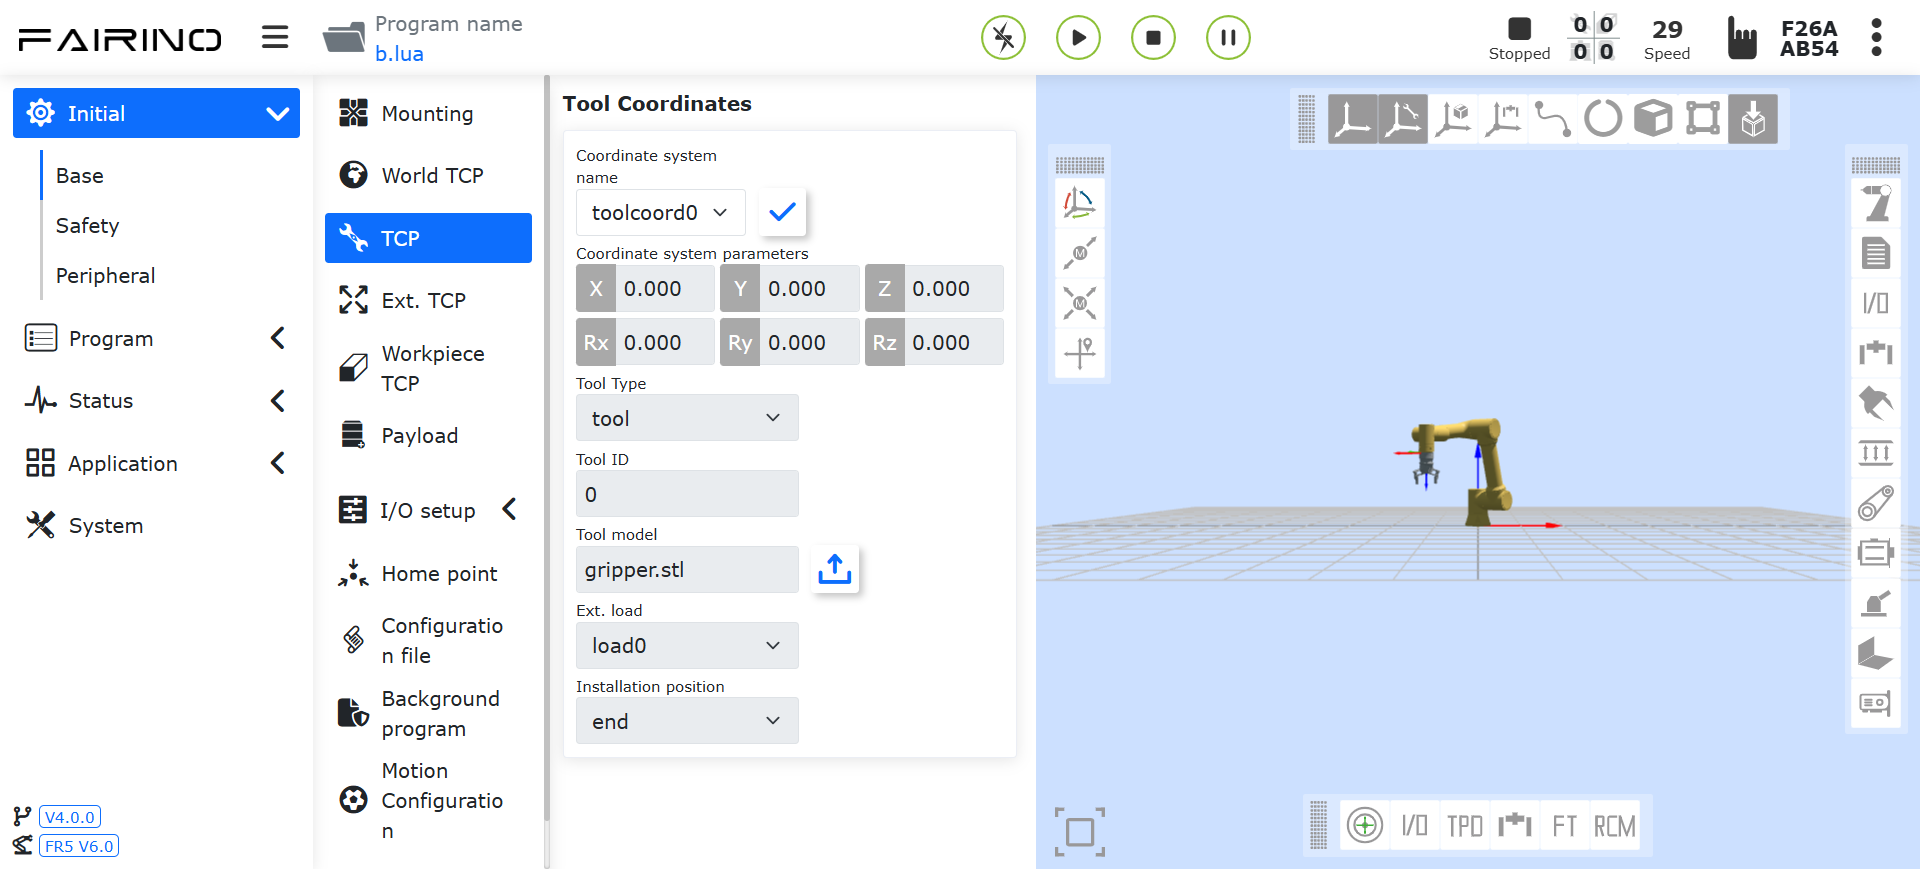 FAIRINO
Program name
b.lua
Stopped
0 0
0 0
29
Speed
F26A
AB54
Initial
Base
Safety
Peripheral
Program
Status
Application
System
V4.0.0
FR5 V6.0
Mounting
World TCP
TCP
Ext. TCP
Workpiece
TCP
Payload
I/O setup
Home point
Configuratio
n file
Background
program
Motion
Configuratio
n
Tool Coordinates
Coordinate system
name
toolcoord0
Coordinate system parameters
X 0.000 Y 0.000 Z 0.000
Rx 0.000 Ry 0.000 Rz 0.000
Tool Type
tool
Tool ID
0
Tool model
gripper.stl
Ext. load
load0
Installation position
end
M
M
I/O
I/O TPD FT RCM